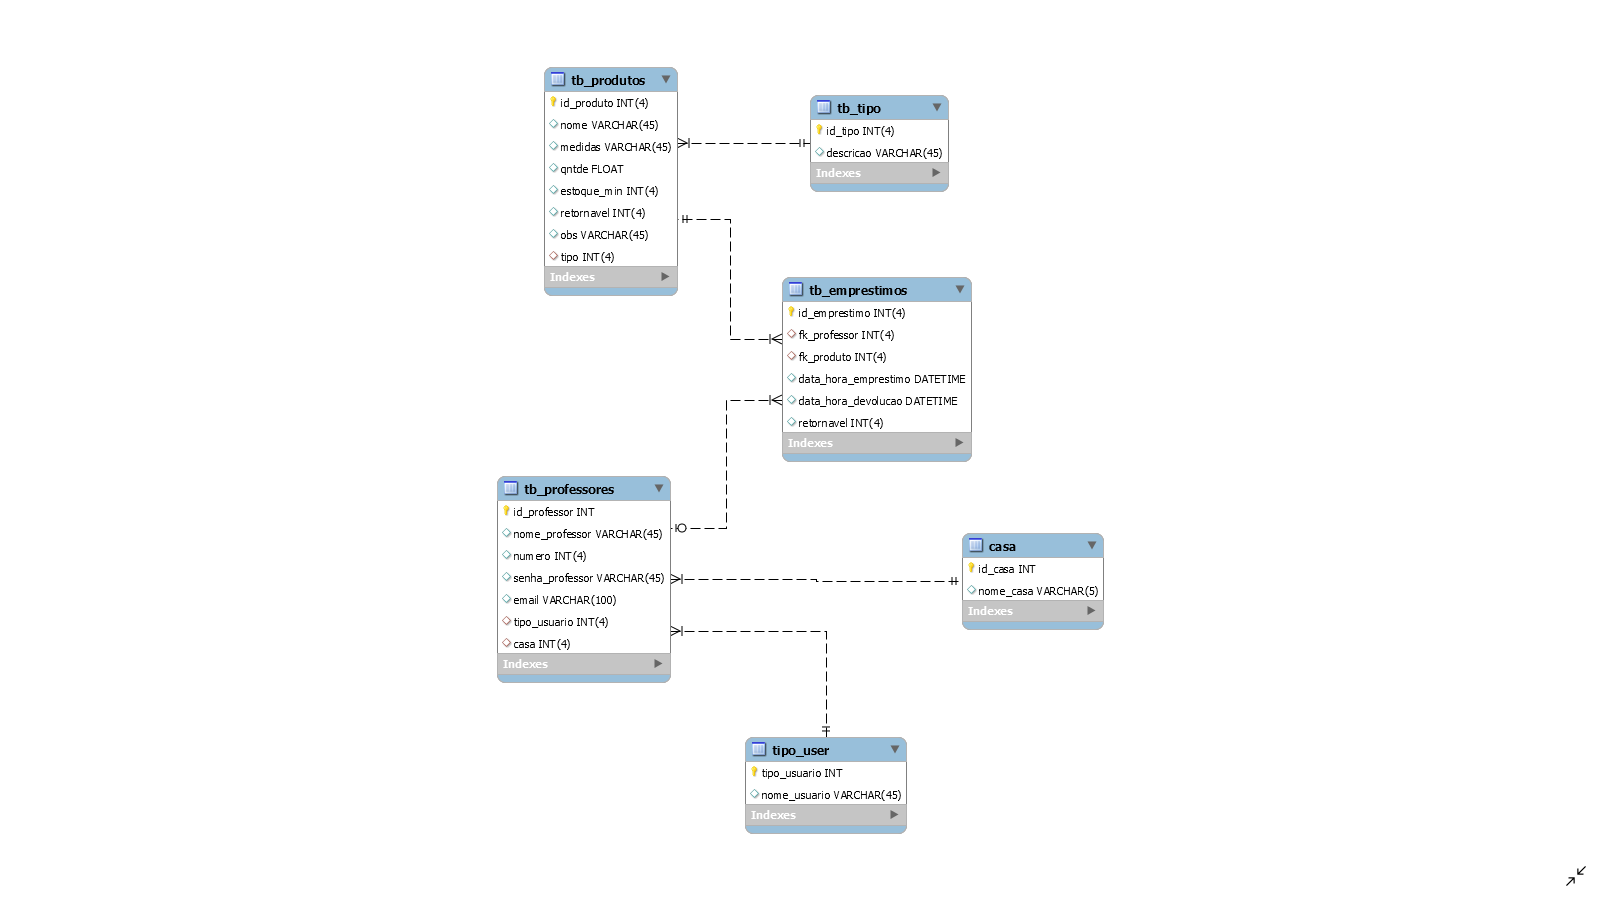 tb_produtos
id_produto INT(4)
nome VARCHAR(45)
medidas VARCHAR(45)
qntde FLOAT
estoque_min INT(4)
retornavel INT(4)
obs VARCHAR(45)
tipo INT(4)
Indexes
tb_tipo
id_tipo INT(4)
descricao VARCHAR(45)
Indexes
tb_emprestimos
id_emprestimo INT(4)
fk_professor INT(4)
fk_produto INT(4)
data_hora_emprestimo DATETIME
data_hora_devolucao DATETIME
retornavel INT(4)
Indexes
tb_professores
id_professor INT
nome_professor VARCHAR(45)
numero INT(4)
senha_professor VARCHAR(45)
email VARCHAR(100)
tipo_usuario INT(4)
casa INT(4)
Indexes
casa
id_casa INT
nome_casa VARCHAR(5)
Indexes
tipo_user
tipo_usuario INT
nome_usuario VARCHAR(45)
Indexes